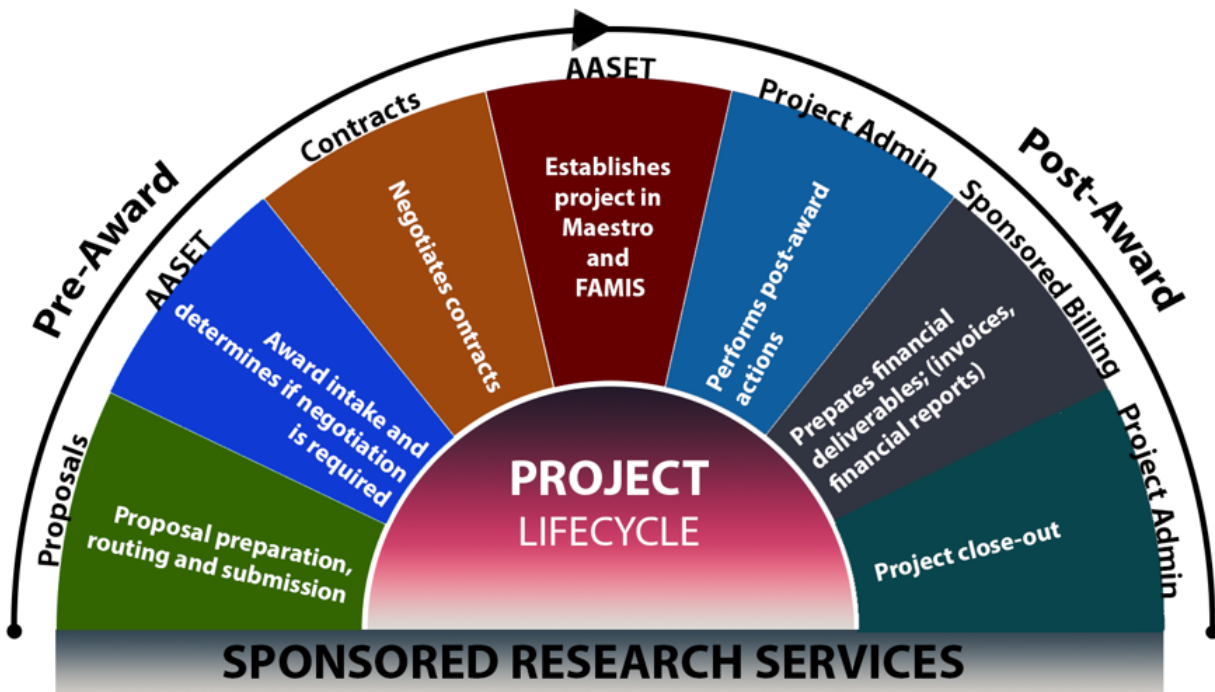 Pre-Award
Post-Award
Proposals
Proposal preparation,
routing and submission
AASET
Award intake and
determines if negotiation
is required
Contracts
Negotiates contracts
AASET
Establishes
project in
Maestro
and
FAMIS
Project Admin
Performs post-award
actions
Sponsored Billing
Prepares financial
deliverables; (invoices,
financial reports)
Project Admin
Project close-out
PROJECT
LIFECYCLE
SPONSORED RESEARCH SERVICES